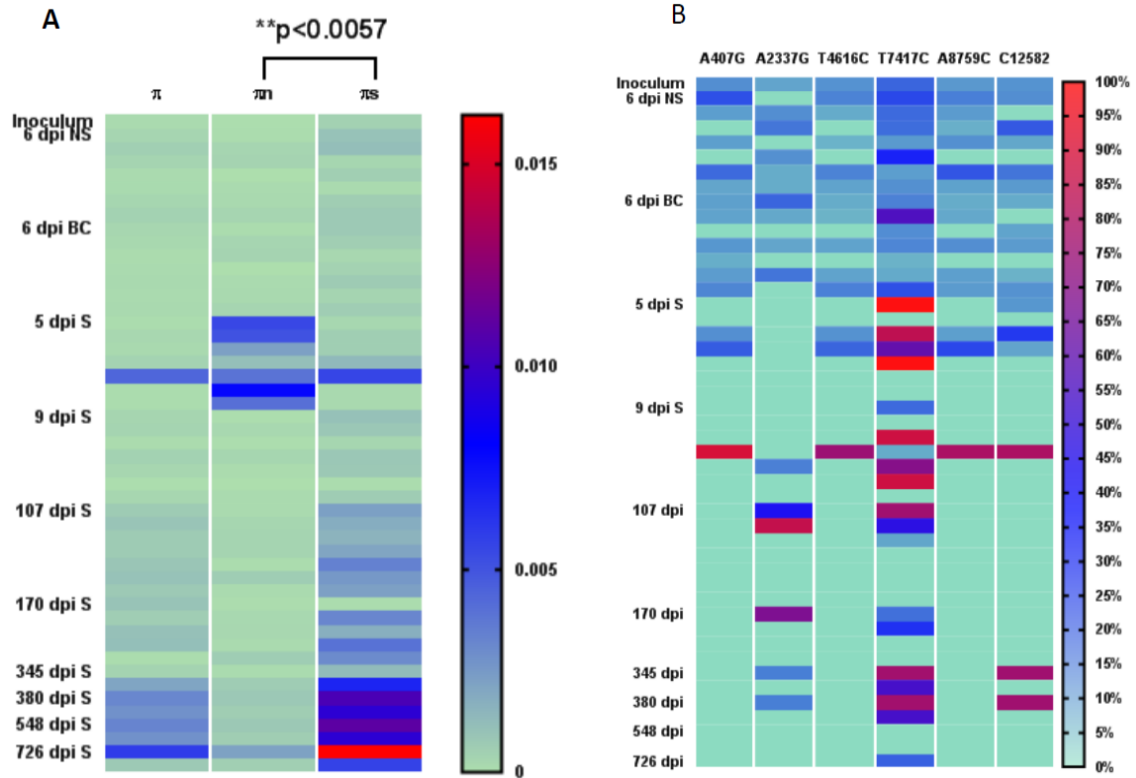 A
**p<0.0057
π πn πs
Inoculum
6 dpi NS
6 dpi BC
5 dpi S
9 dpi S
107 dpi S
170 dpi S
345 dpi S
380 dpi S
548 dpi S
726 dpi S
0.015
0.010
0.005
0
B
A407G A2337G T4616C T7417C A8759C C12582
Inoculum
6 dpi NS
6 dpi BC
5 dpi S
9 dpi S
107 dpi
170 dpi
345 dpi
380 dpi
548 dpi
726 dpi
100%
95%
90%
85%
80%
75%
70%
65%
60%
55%
50%
45%
40%
35%
30%
25%
20%
15%
10%
5%
0%